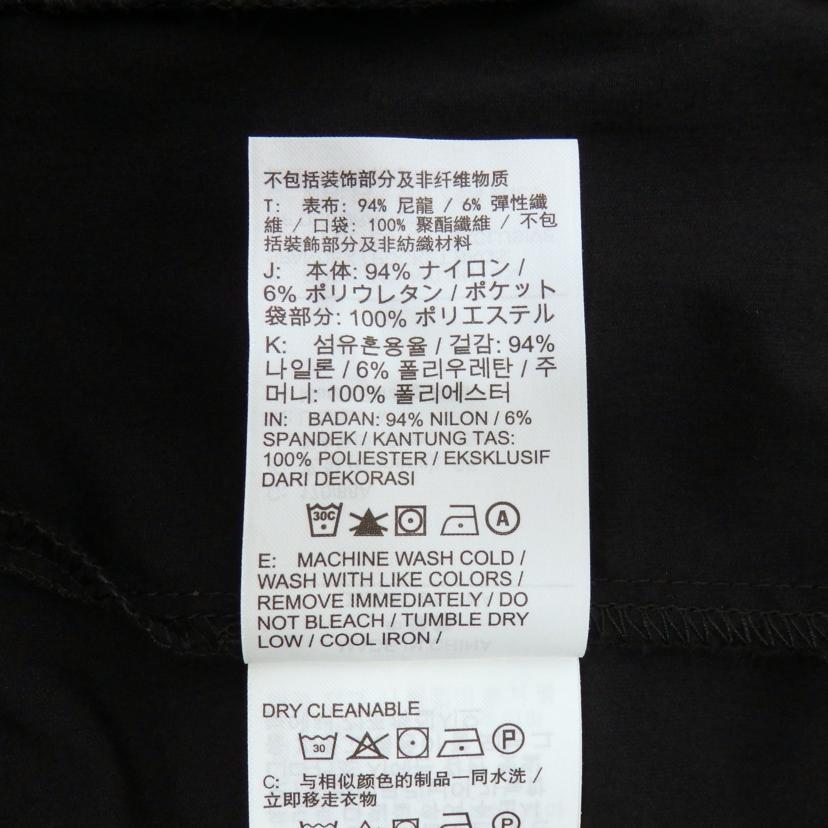 不包括装饰部分及非纤维物质
T: 表布: 94% 尼龍 / 6% 彈性纖
維 / 口袋: 100% 聚酯纖維 / 不包
括裝飾部分及非紡織材料
J: 本体: 94% ナイロン /
6% ポリウレタン / ポケット
袋部分: 100% ポリエステル
K: 섬유혼용율 / 겉감: 94%
나일론 / 6% 폴리우레탄 / 주
머니: 100% 폴리에스터
IN: BADAN: 94% NILON / 6%
SPANDEK / KANTUNG TAS:
100% POLIESTER / EKSKLUSIF
DARI DEKORASI
30C A
E: MACHINE WASH COLD /
WASH WITH LIKE COLORS /
REMOVE IMMEDIATELY / DO
NOT BLEACH / TUMBLE DRY
LOW / COOL IRON /
DRY CLEANABLE
30 P
C: 与相似颜色的制品一同水洗 /
立即移走衣物
P